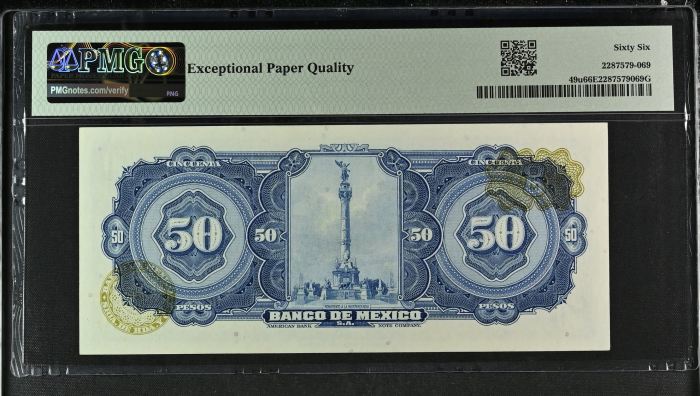 PMG
PMGnotes.com/verify
PNG
Exceptional Paper Quality
Sixty Six
2287579-069
49u66E2287579069G
CINCUENTA
CINCUENTA
50
50
50
50
50
50
PESOS
PESOS
BANCO DE MEXICO
S.A.
AMERICAN BANK NOTE COMPANY.